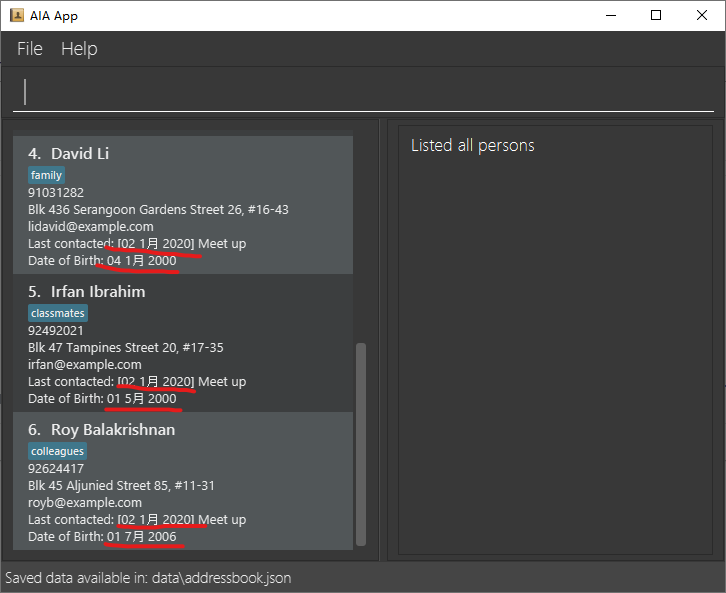 AIA App
File Help
4. David Li
family
91031282
Blk 436 Serangoon Gardens Street 26, #16-43
lidavid@example.com
Last contacted: [02 1月 2020] Meet up
Date of Birth: 04 1月 2000
5. Irfan Ibrahim
classmates
92492021
Blk 47 Tampines Street 20, #17-35
irfan@example.com
Last contacted: [02 1月 2020] Meet up
Date of Birth: 01 5月 2000
6. Roy Balakrishnan
colleagues
92624417
Blk 45 Aljunied Street 85, #11-31
royb@example.com
Last contacted: [02 1月 2020] Meet up
Date of Birth: 01 7月 2006
Listed all persons
Saved data available in: data\addressbook.json